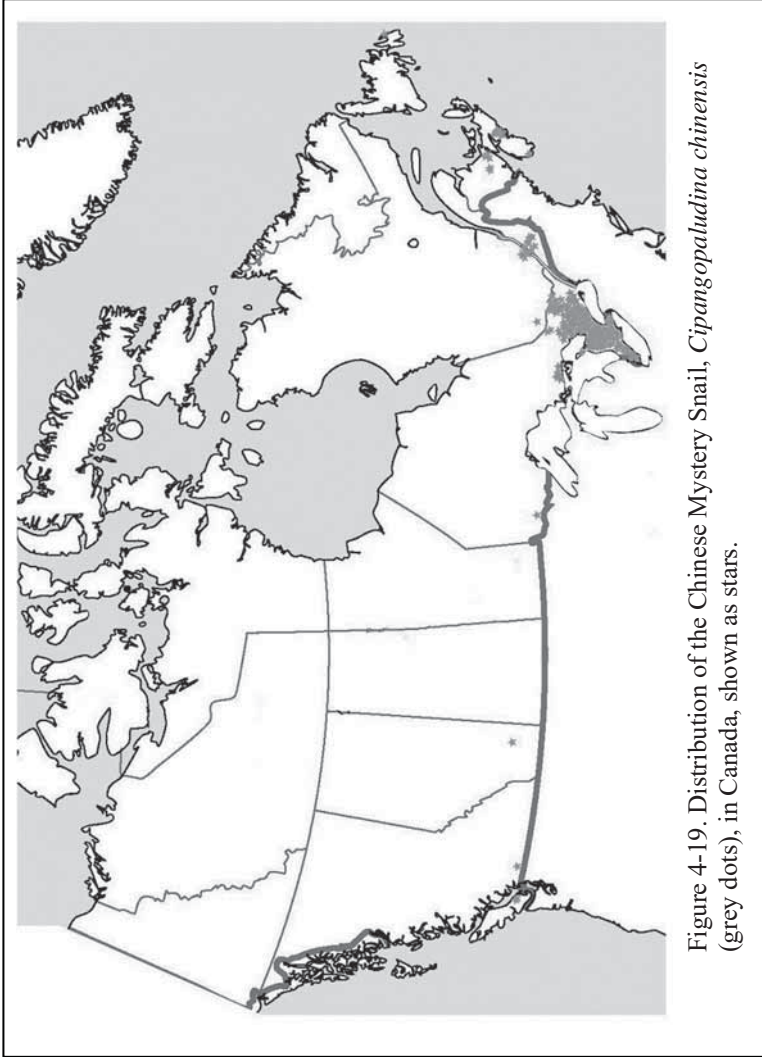 Figure 4-19. Distribution of the Chinese Mystery Snail, Cipangopaludina chinensis
(grey dots), in Canada, shown as stars.